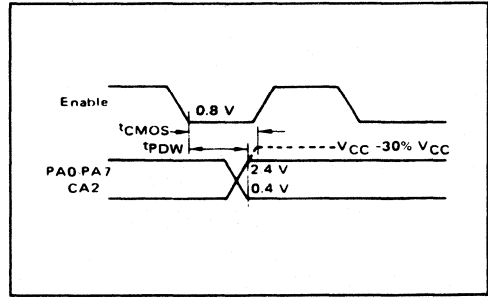 Enable
0.8 V
tCMOS
tPDW
VCC -30% VCC
PA0-PA7
CA2
2.4 V
0.4 V